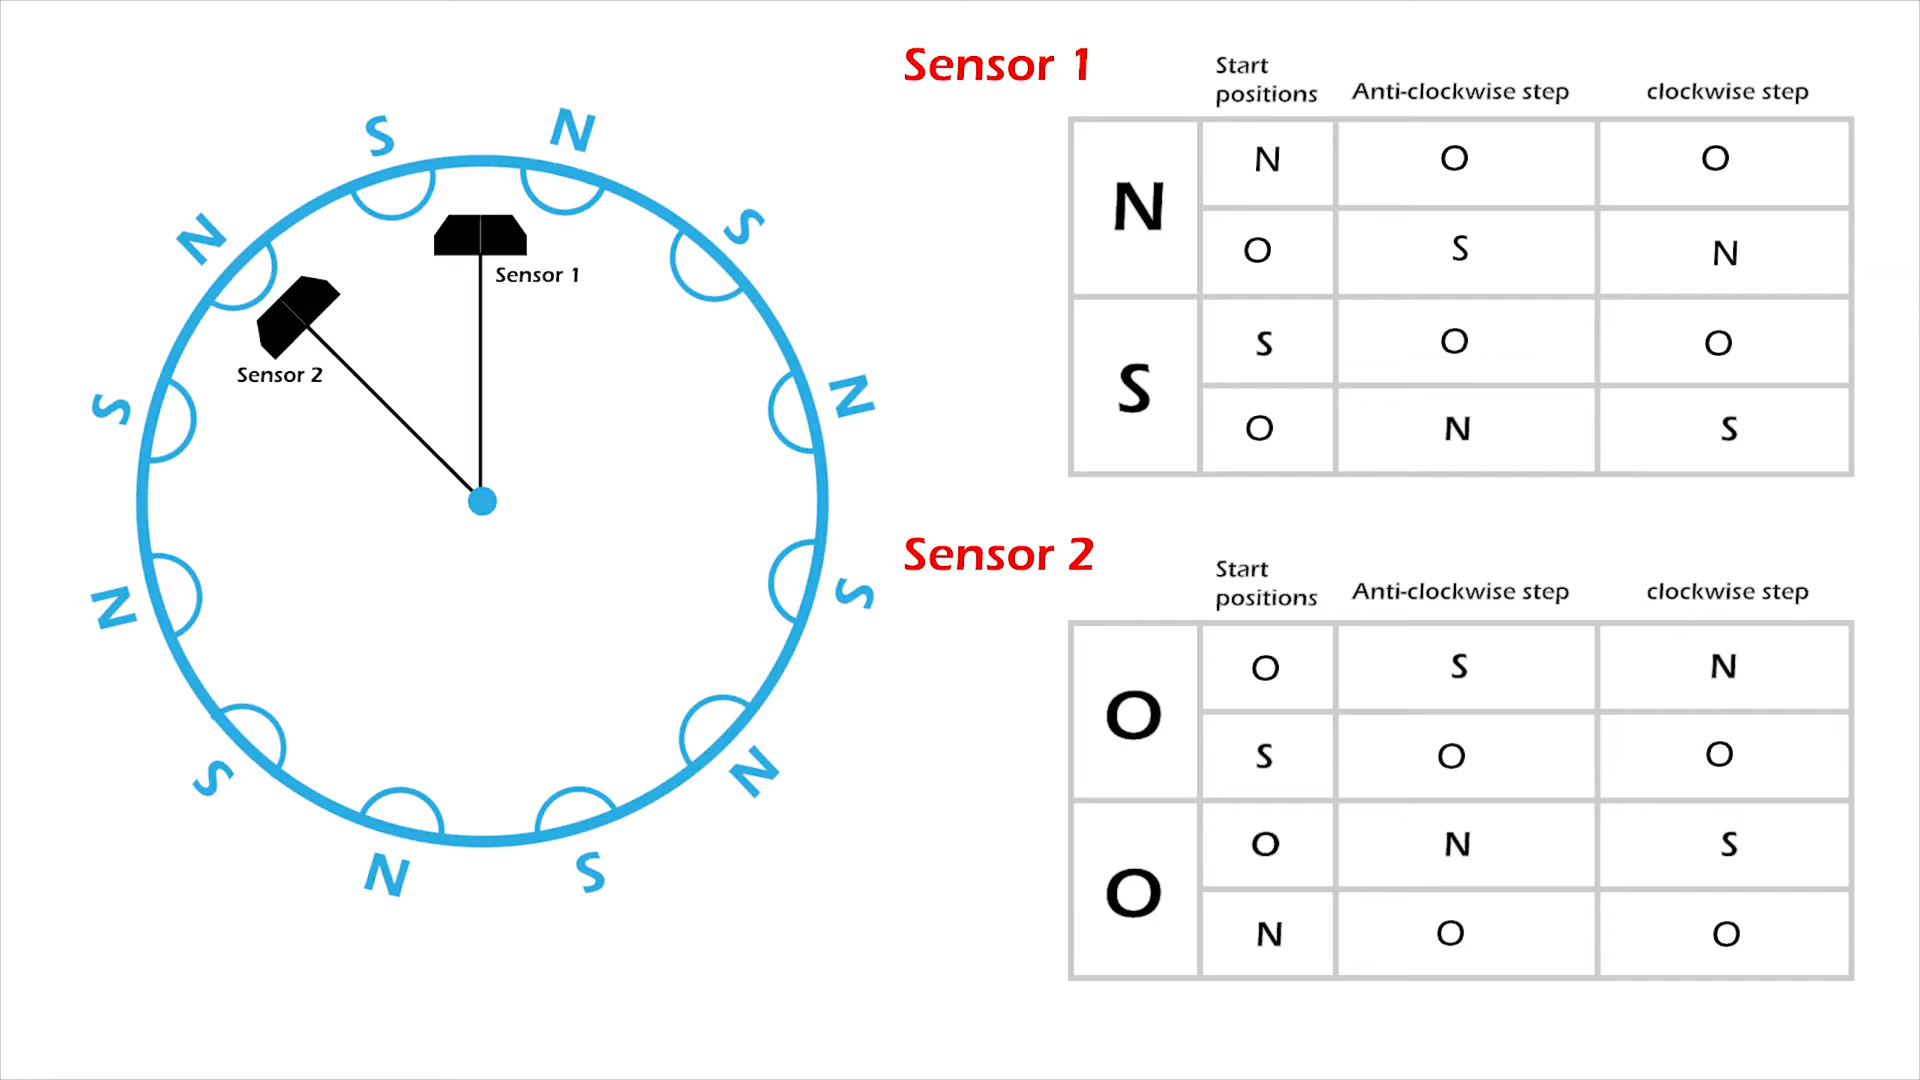 Sensor 1
Start
positions
Anti-clockwise step
clockwise step
N
N
O
O
O
S
N
S
S
O
O
O
N
S
S
N
N
S
Sensor 1
Sensor 2
S
N
N
S
S
N
N
S
Sensor 2
Start
positions
Anti-clockwise step
clockwise step
O
O
S
N
S
O
O
O
O
N
S
N
O
O